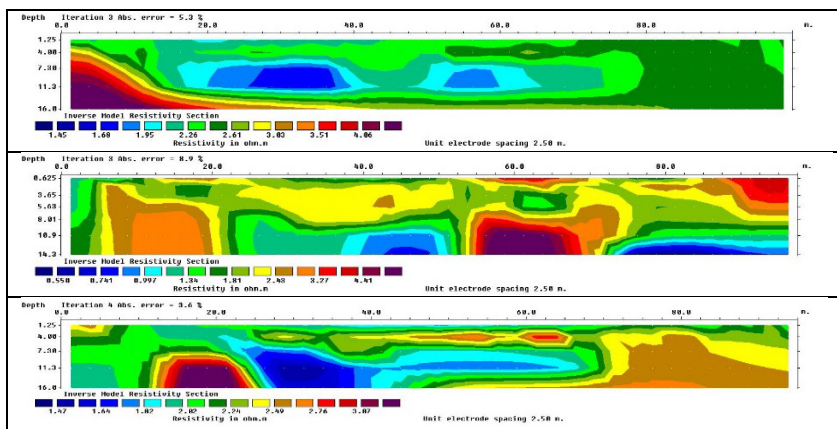 Depth Iteration 3 Abs. error = 5.3 %
0.0 20.0 40.0 60.0 80.0 m.
1.25
4.00
7.30
11.3
16.0
Inverse Model Resistivity Section
1.45 1.68 1.95 2.26 2.61 3.03 3.51 4.06
Resistivity in ohm.m Unit electrode spacing 2.50 m.
Depth Iteration 3 Abs. error = 8.9 %
0.0 20.0 40.0 60.0 80.0 m.
0.625
3.65
5.63
8.01
10.9
14.3
Inverse Model Resistivity Section
0.550 0.741 0.997 1.34 1.81 2.43 3.27 4.41
Resistivity in ohm.m Unit electrode spacing 2.50 m.
Depth Iteration 4 Abs. error = 3.6 %
0.0 20.0 40.0 60.0 80.0 m.
1.25
4.00
7.30
11.3
16.0
Inverse Model Resistivity Section
1.47 1.64 1.82 2.02 2.24 2.49 2.76 3.07
Resistivity in ohm.m Unit electrode spacing 2.50 m.